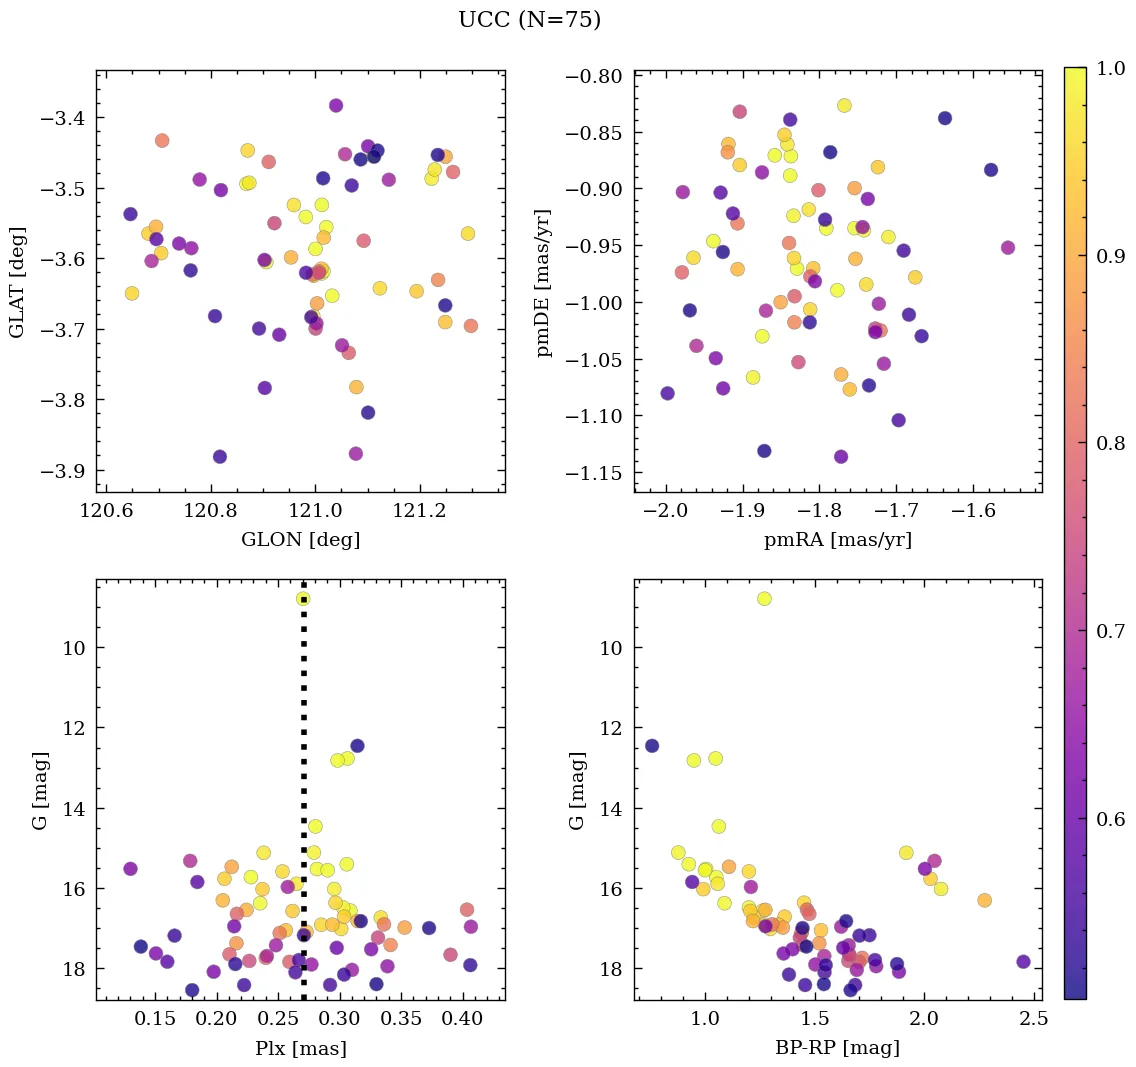 UCC (N=75)
−3.4
−3.5
−3.6
−3.7
−3.8
−3.9
GLAT [deg]
120.6 120.8 121.0 121.2
GLON [deg]
−0.80
−0.85
−0.90
−0.95
−1.00
−1.05
−1.10
−1.15
pmDE [mas/yr]
−2.0 −1.9 −1.8 −1.7 −1.6
pmRA [mas/yr]
1.0
0.9
0.8
0.7
0.6
10
12
14
16
18
G [mag]
0.15 0.20 0.25 0.30 0.35 0.40
Plx [mas]
10
12
14
16
18
G [mag]
1.0 1.5 2.0 2.5
BP-RP [mag]